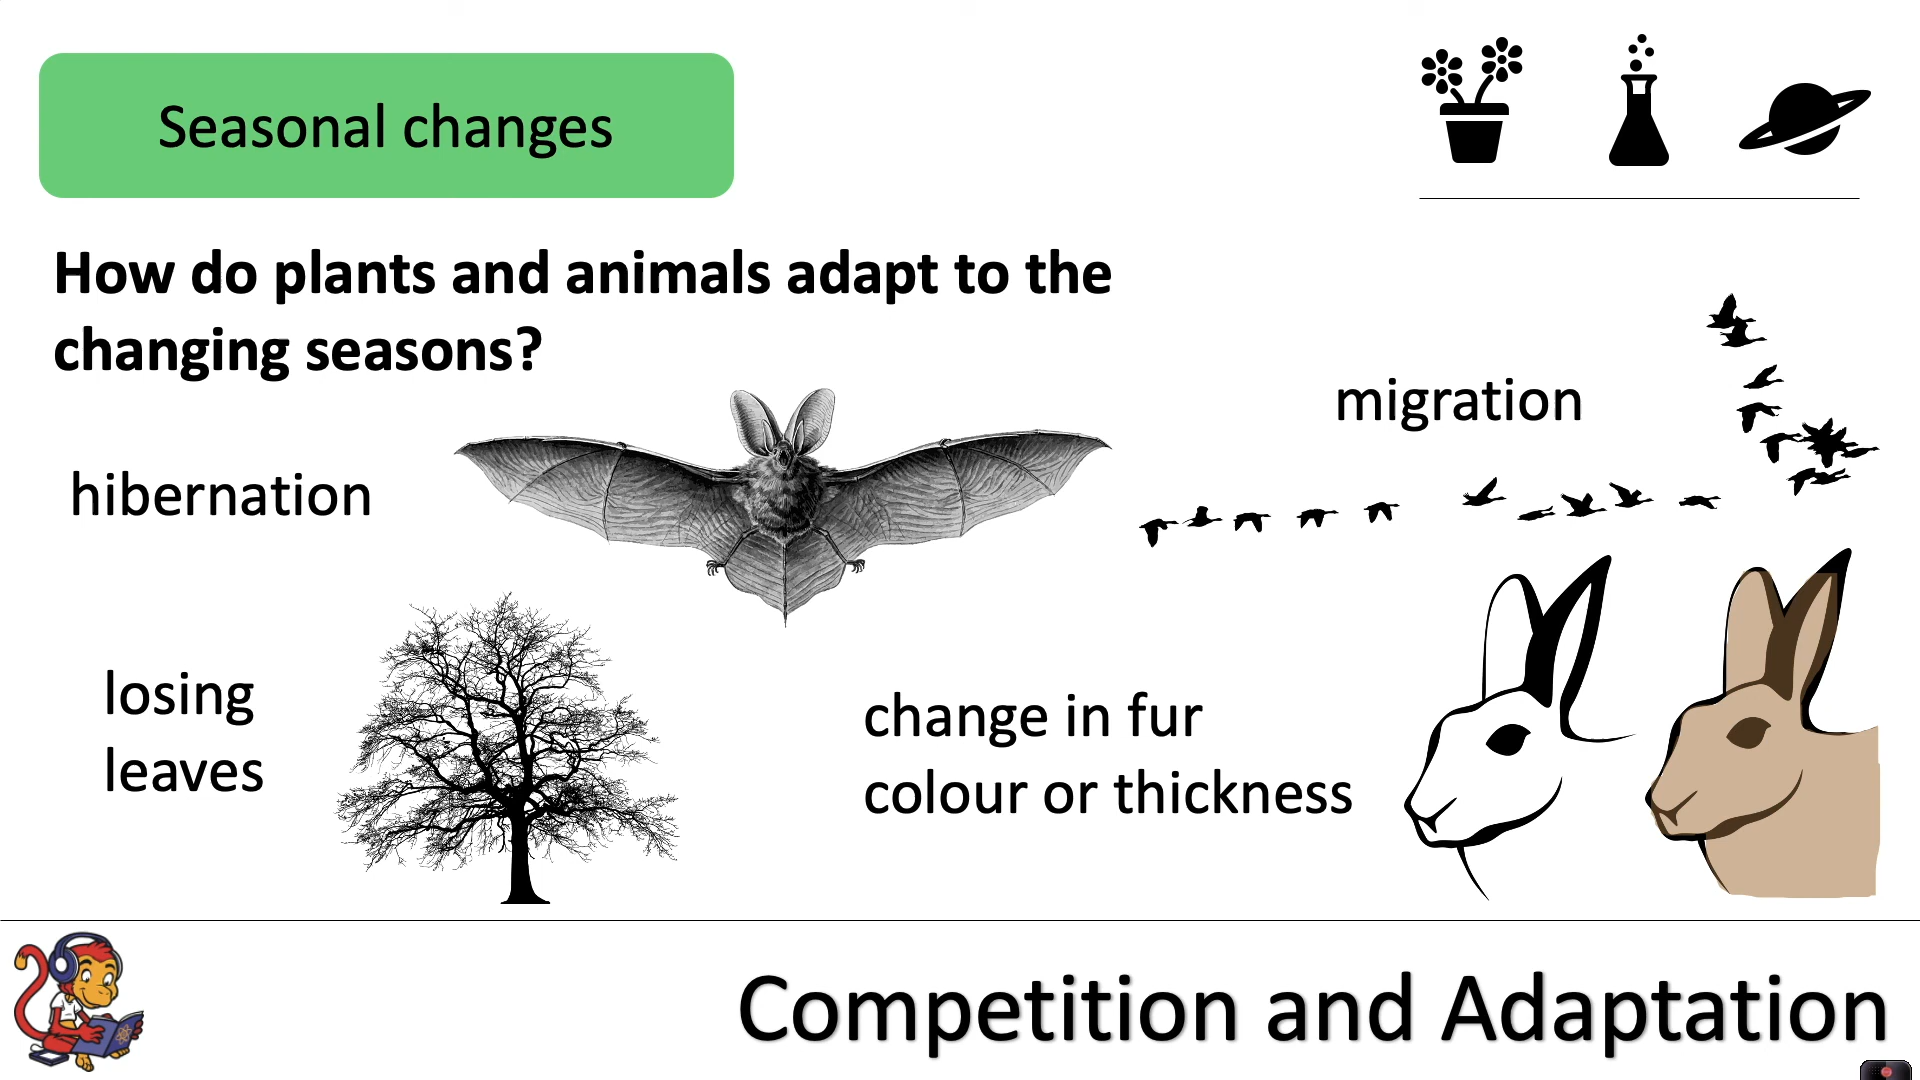 Seasonal changes
How do plants and animals adapt to the
changing seasons?
migration
hibernation
losing
leaves
change in fur
colour or thickness
Competition and Adaptation